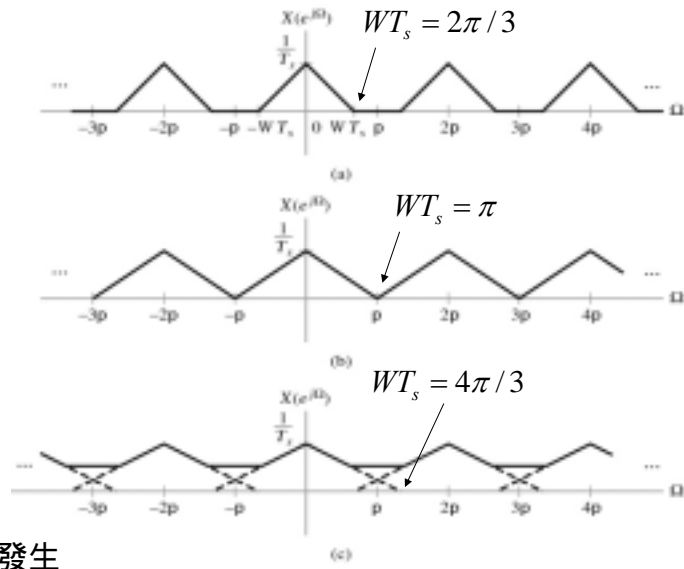 X(e^{jΩ})
WT_s = 2π/3
1/T_s
... ...
-3p -2p -p -WT_s 0 WT_s p 2p 3p 4p Ω
(a)
X(e^{jΩ})
WT_s = π
1/T_s
... ...
-3p -2p -p p 2p 3p 4p Ω
(b)
WT_s = 4π/3
X(e^{jΩ})
1/T_s
... ...
-3p -2p -p p 2p 3p 4p Ω
發生
(c)